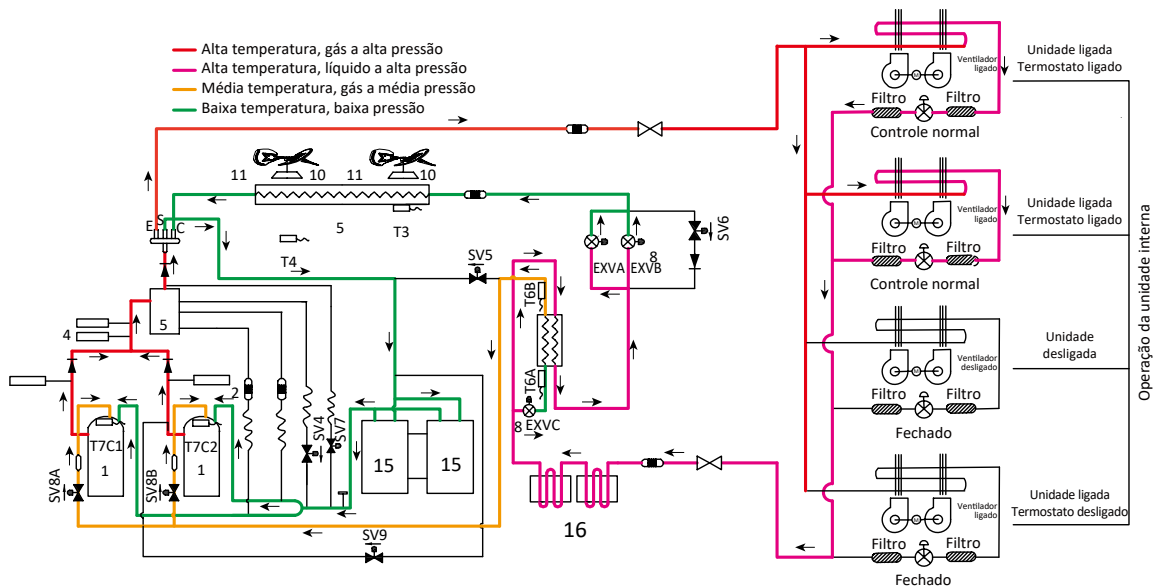 Alta temperatura, gás a alta pressão
Alta temperatura, líquido a alta pressão
Média temperatura, gás a média pressão
Baixa temperatura, baixa pressão
11
10
11
10
5
T3
T4
E
S
C
SV5
T6B
T6A
8
EXVC
EXVA
EXVB
8
SV6
4
5
2
SV4
SV7
T7C1
1
T7C2
1
SV8A
SV8B
SV9
15
15
16
M
Ventilador
ligado
Filtro
Filtro
Controle normal
Unidade ligada
Termostato ligado
M
Ventilador
ligado
Filtro
Filtro
Controle normal
Unidade ligada
Termostato ligado
M
Ventilador
desligado
Filtro
Filtro
Fechado
Unidade
desligada
M
Ventilador
ligado
Filtro
Filtro
Fechado
Unidade ligada
Termostato desligado
Operação da unidade interna